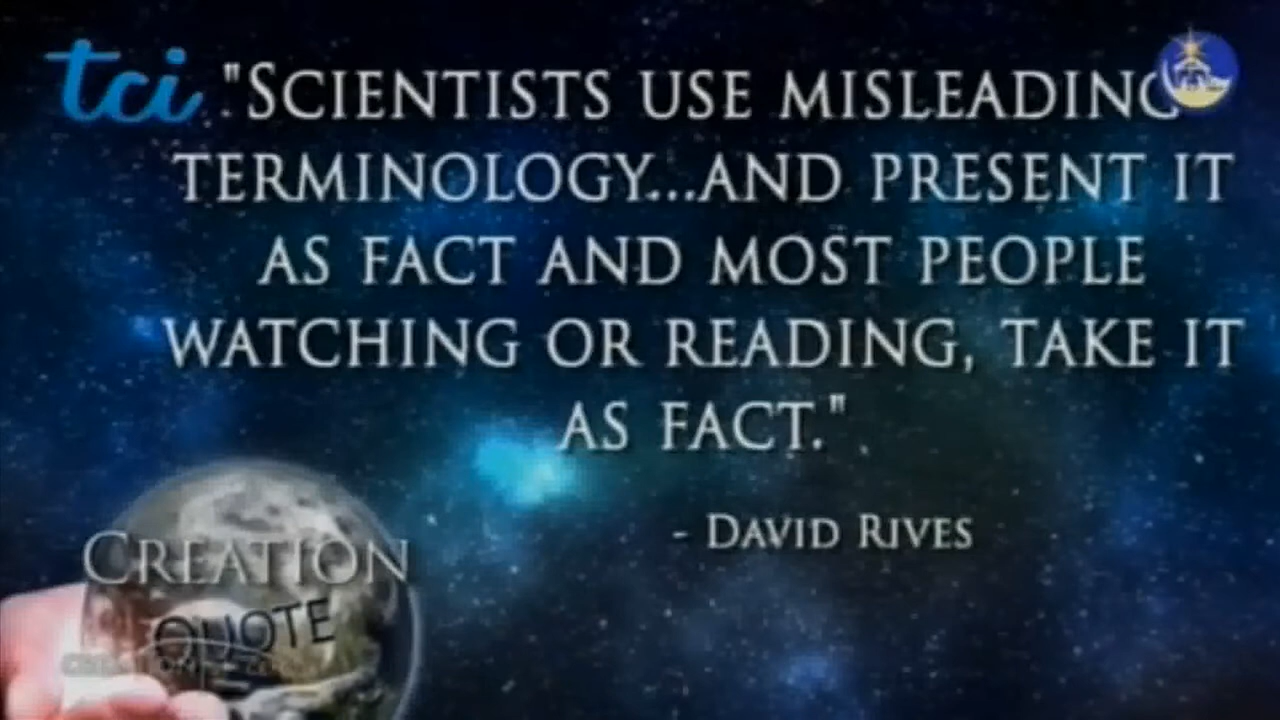 tci
"SCIENTISTS USE MISLEADING
TERMINOLOGY...AND PRESENT IT
AS FACT AND MOST PEOPLE
WATCHING OR READING, TAKE IT
AS FACT."
- DAVID RIVES
CREATION
QUOTE